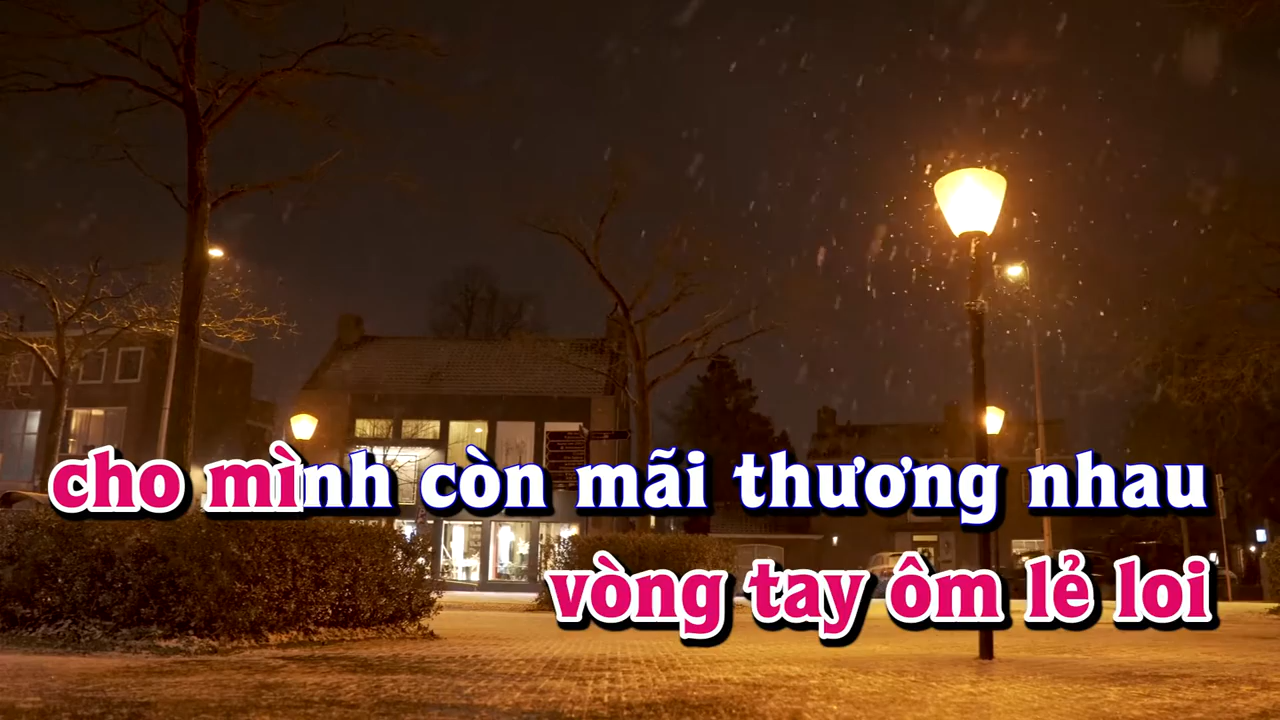 cho mình còn mãi thương nhau
vòng tay ôm lẻ loi